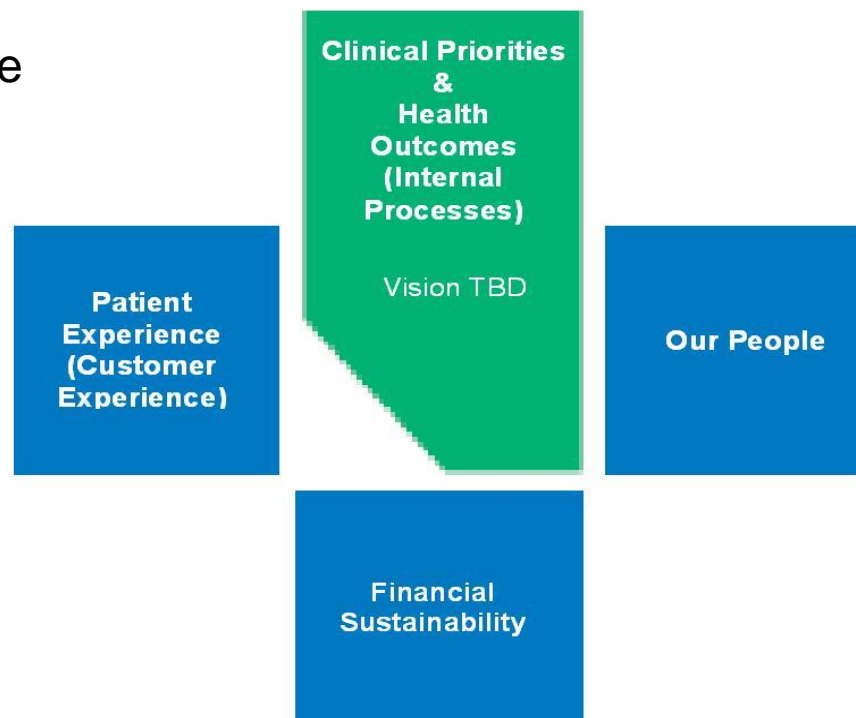 e
Clinical Priorities
&
Health
Outcomes
(Internal
Processes)
Vision TBD
Patient
Experience
(Customer
Experience)
Our People
Financial
Sustainability